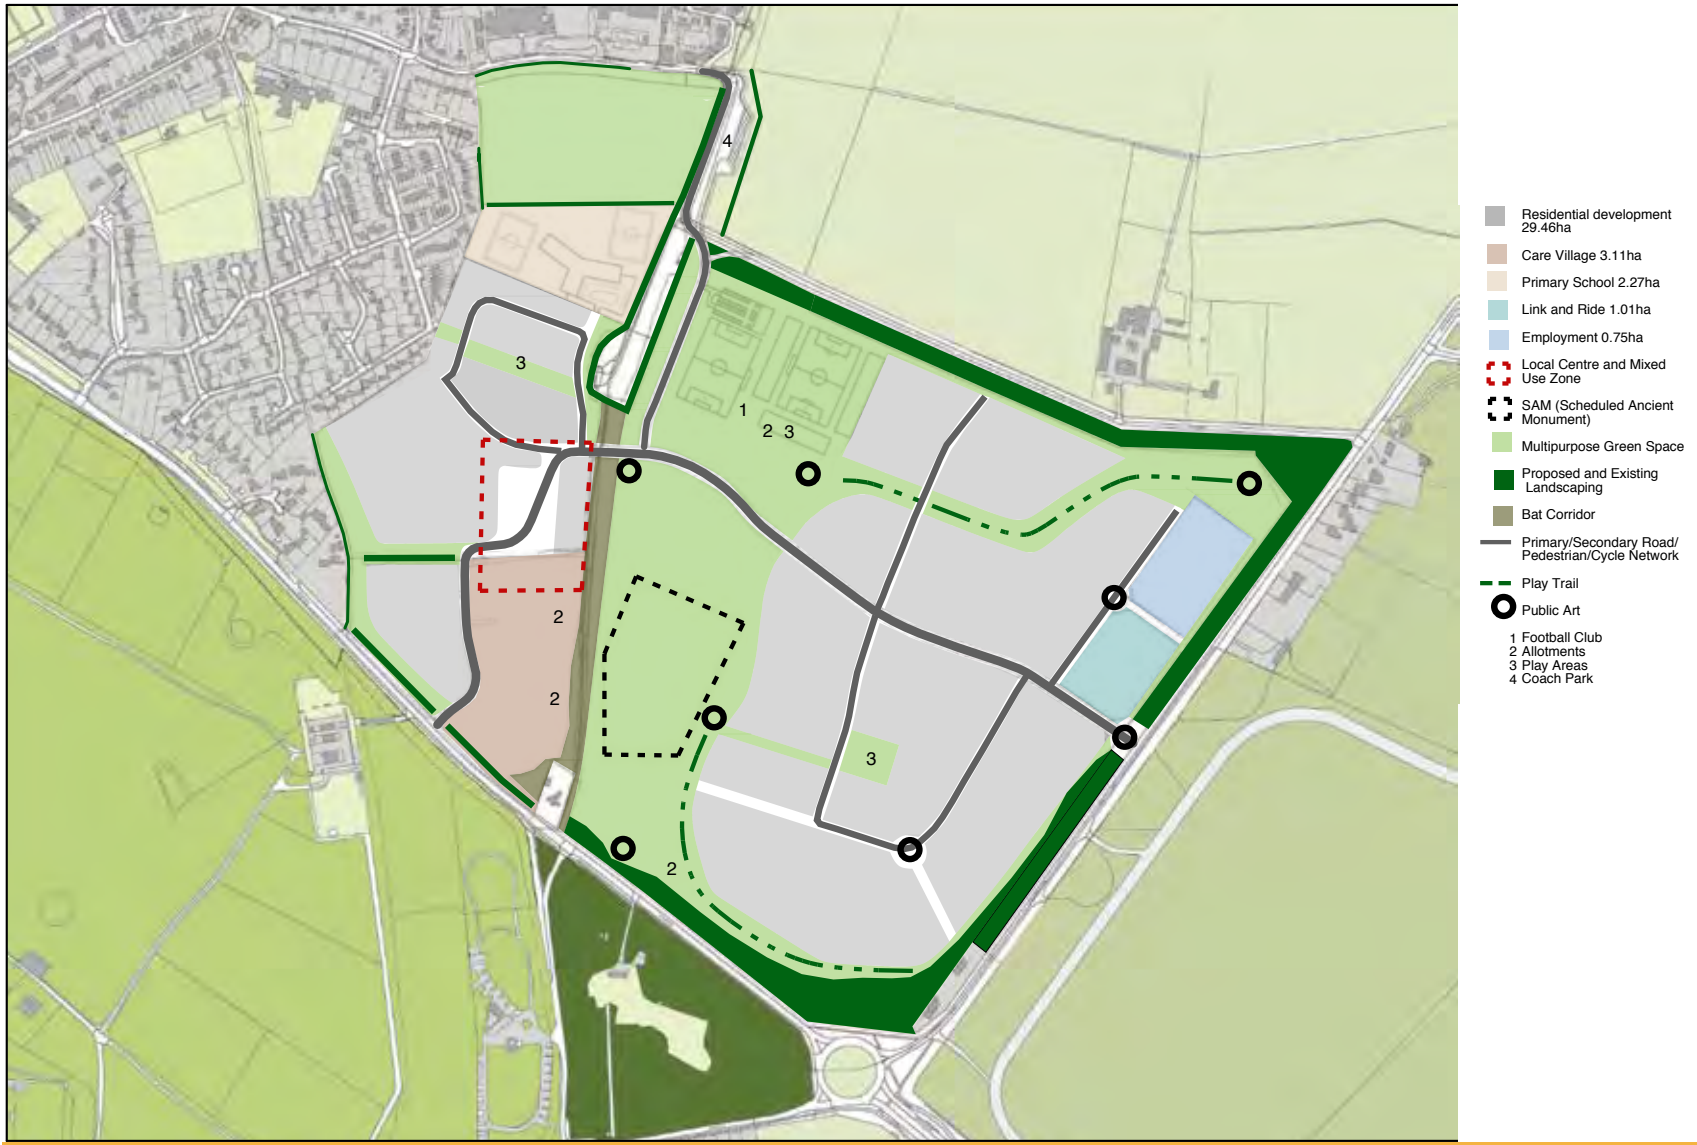 4
3
1
2 3
2
2
3
2
Residential development
29.46ha
Care Village 3.11ha
Primary School 2.27ha
Link and Ride 1.01ha
Employment 0.75ha
Local Centre and Mixed
Use Zone
SAM (Scheduled Ancient
Monument)
Multipurpose Green Space
Proposed and Existing
Landscaping
Bat Corridor
Primary/Secondary Road/
Pedestrian/Cycle Network
Play Trail
Public Art
1 Football Club
2 Allotments
3 Play Areas
4 Coach Park